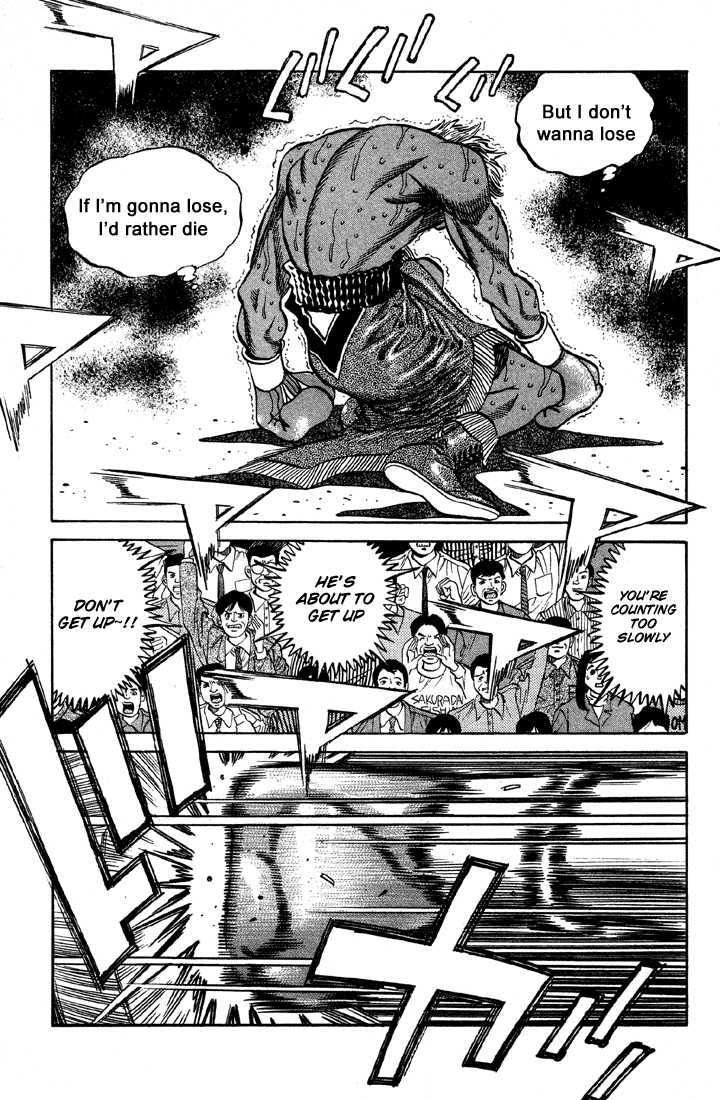 But I don't
wanna lose
If I'm gonna lose,
I'd rather die
YOU'RE
COUNTING
TOO
SLOWLY
HE'S
ABOUT TO
GET UP
DON'T
GET UP~!!
SAKURADA